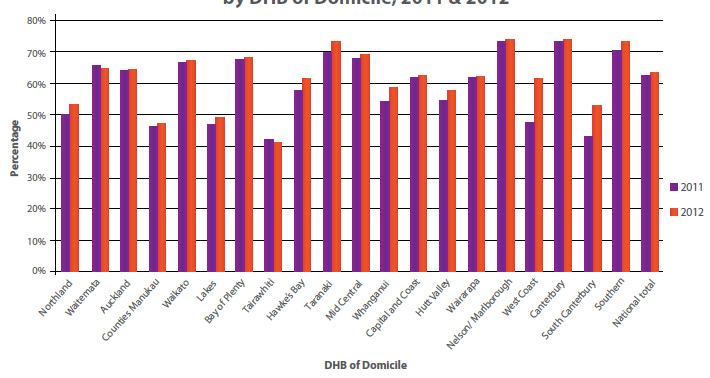 by DHB of Domicile, 2011 & 2012
80%
70%
60%
50%
40%
30%
20%
10%
0%
Percentage
Northland
Waitemata
Auckland
Counties Manukau
Waikato
Lakes
Bay of Plenty
Tairawhiti
Hawke's Bay
Taranaki
Mid Central
Whanganui
Capital and Coast
Hutt Valley
Wairarapa
Nelson/ Marlborough
West Coast
Canterbury
South Canterbury
Southern
National total
DHB of Domicile
2011
2012